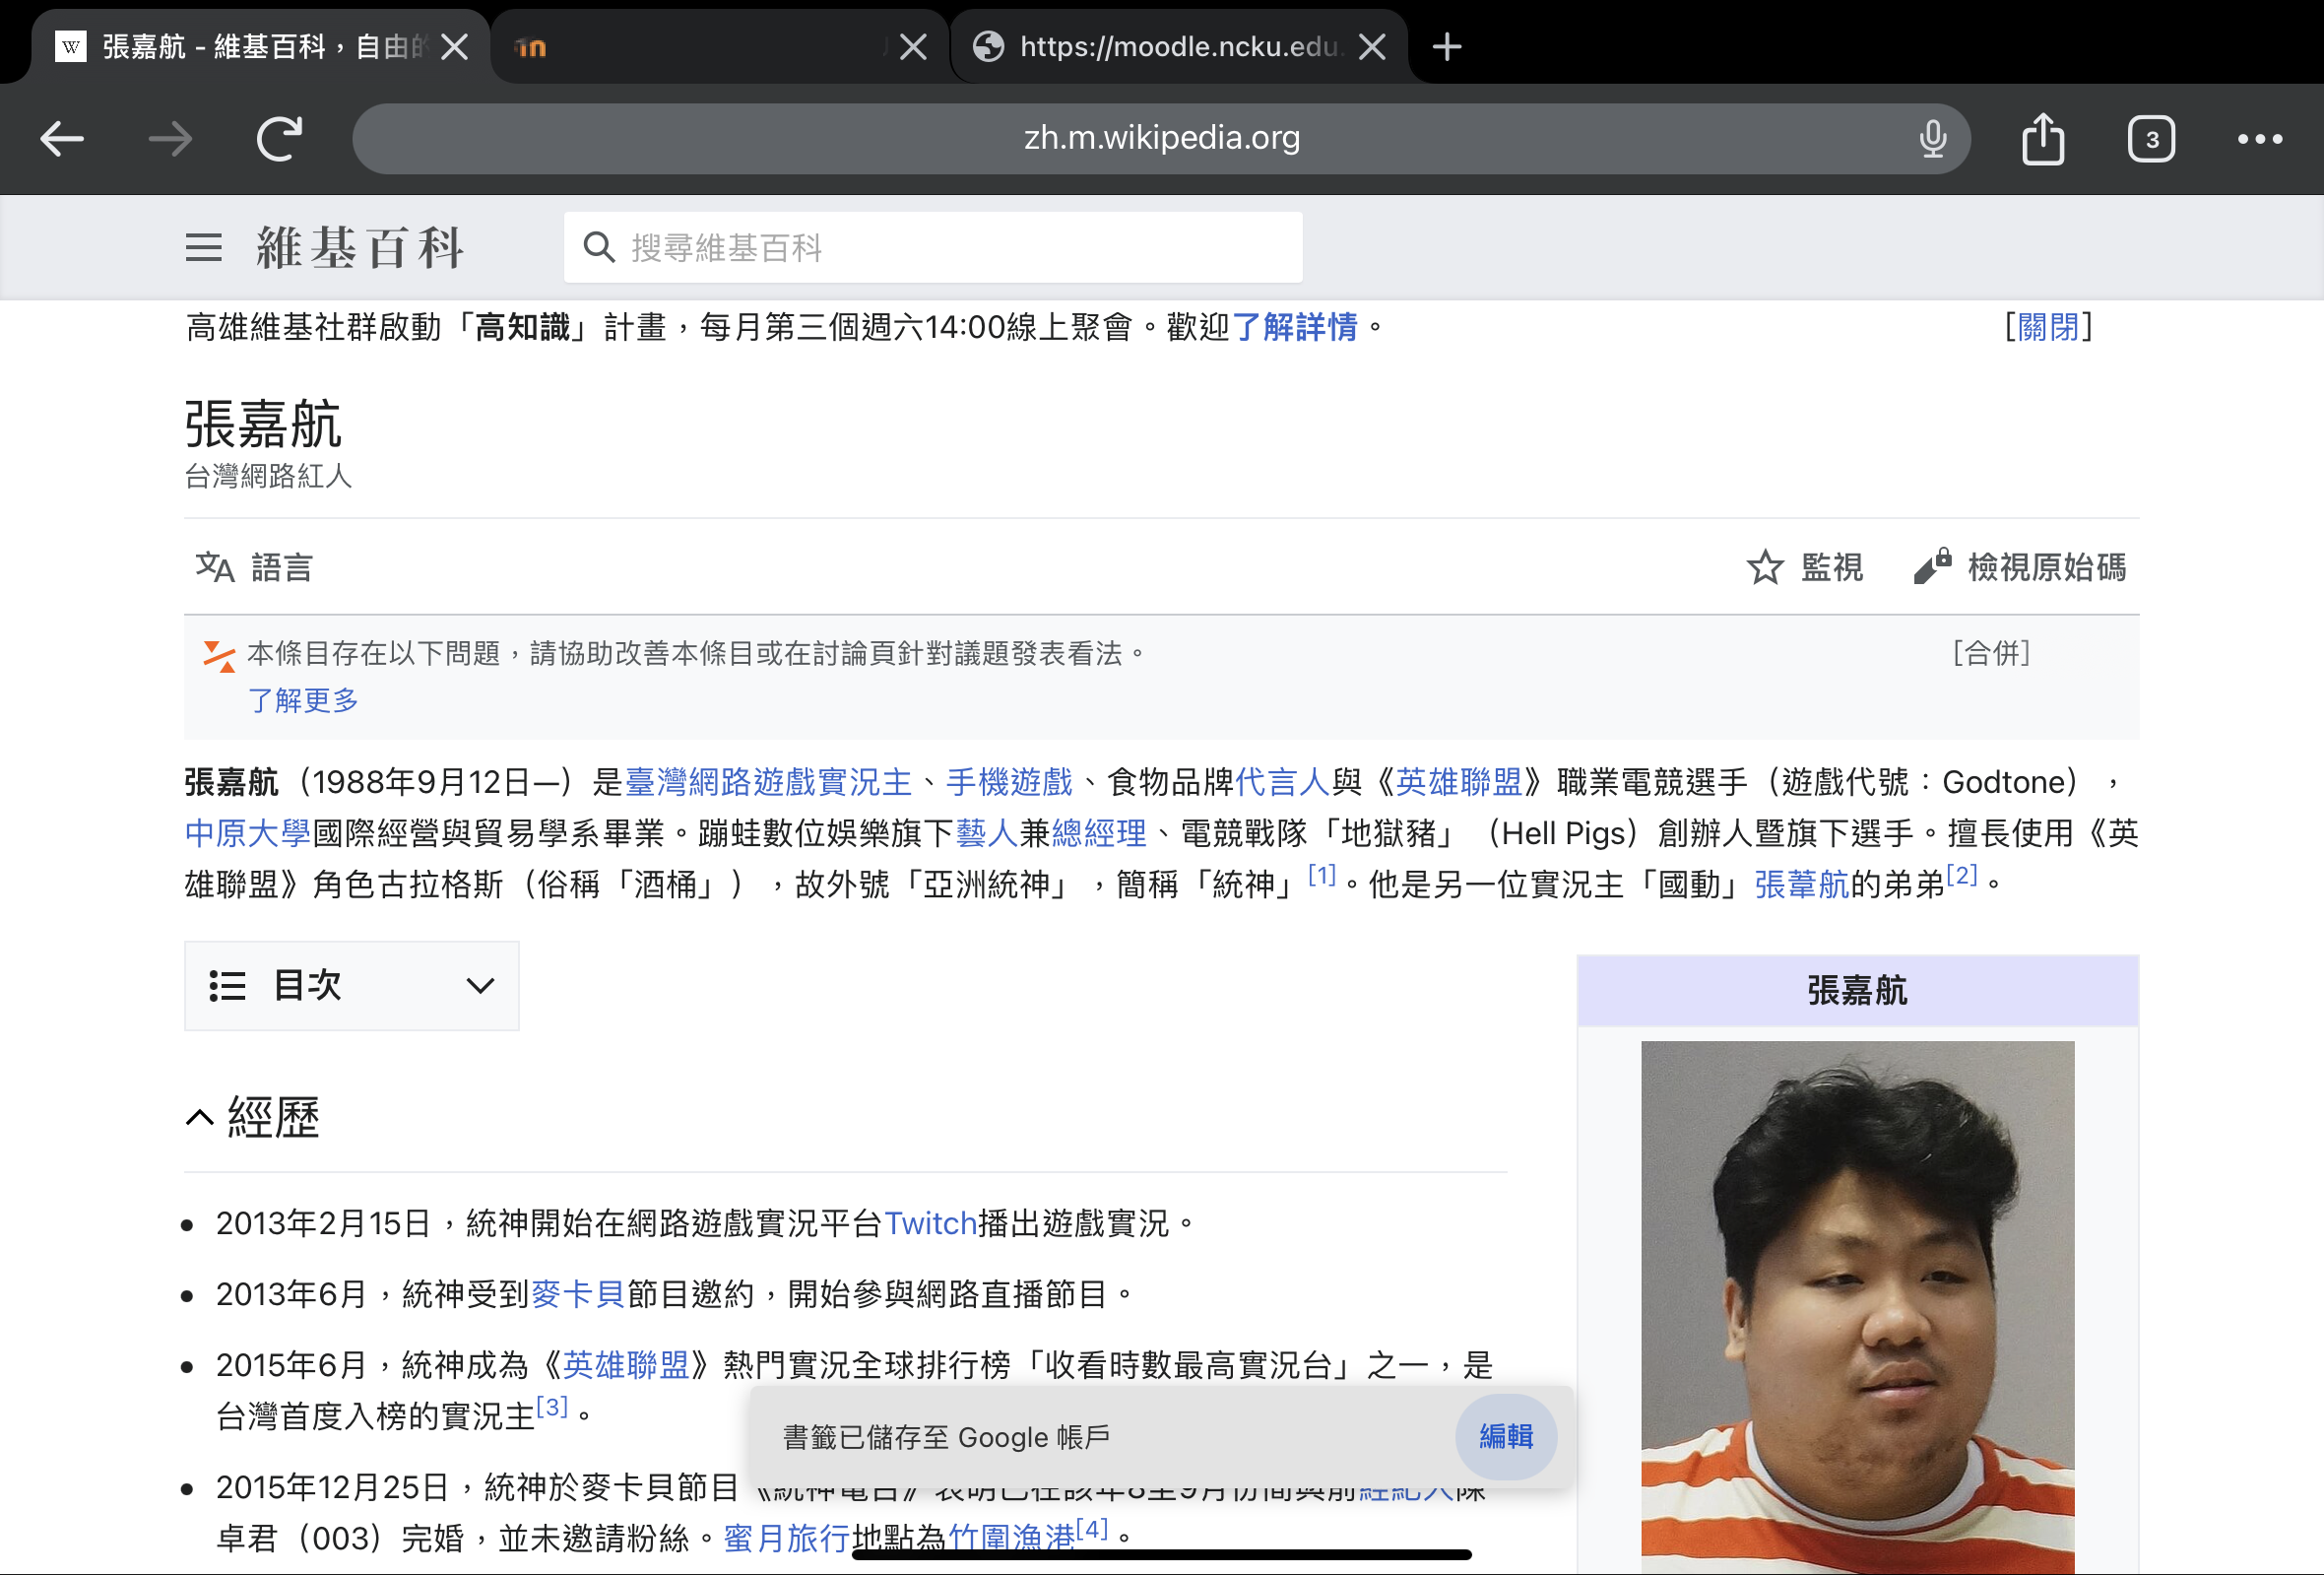 W 張嘉航 - 維基百科，自由的
https://moodle.ncku.edu.
zh.m.wikipedia.org
3
維基百科
搜尋維基百科
高雄維基社群啟動「高知識」計畫，每月第三個週六14:00線上聚會。歡迎了解詳情。
[關閉]
張嘉航
台灣網路紅人
語言
監視
檢視原始碼
本條目存在以下問題，請協助改善本條目或在討論頁針對議題發表看法。
[合併]
了解更多
張嘉航（1988年9月12日—）是臺灣網路遊戲實況主、手機遊戲、食物品牌代言人與《英雄聯盟》職業電競選手（遊戲代號：Godtone），
中原大學國際經營與貿易學系畢業。蹦蛙數位娛樂旗下藝人兼總經理、電競戰隊「地獄豬」（Hell Pigs）創辦人暨旗下選手。擅長使用《英
雄聯盟》角色古拉格斯（俗稱「酒桶」），故外號「亞洲統神」，簡稱「統神」[1]。他是另一位實況主「國動」張葦航的弟弟[2]。
目次
張嘉航
經歷
2013年2月15日，統神開始在網路遊戲實況平台Twitch播出遊戲實況。
2013年6月，統神受到麥卡貝節目邀約，開始參與網路直播節目。
2015年6月，統神成為《英雄聯盟》熱門實況全球排行榜「收看時數最高實況台」之一，是
台灣首度入榜的實況主[3]。
書籤已儲存至 Google 帳戶
編輯
2015年12月25日，統神於麥卡貝節目《統神電台》表明已在該年8至9月份間與前經紀人陳
卓君（003）完婚，並未邀請粉絲。蜜月旅行地點為竹圍漁港[4]。